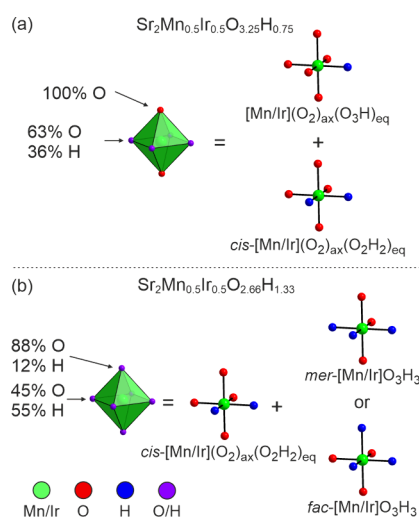 (a)
Sr₂Mn₀.₅Ir₀.₅O₃.₂₅H₀.₇₅
100% O
63% O
36% H
=
[Mn/Ir](O₂)ax(O₃H)eq
+
cis-[Mn/Ir](O₂)ax(O₂H₂)eq
(b)
Sr₂Mn₀.₅Ir₀.₅O₂.₆₆H₁.₃₃
88% O
12% H
45% O
55% H
=
+
cis-[Mn/Ir](O₂)ax(O₂H₂)eq
mer-[Mn/Ir]O₃H₃
or
fac-[Mn/Ir]O₃H₃
Mn/Ir O H O/H